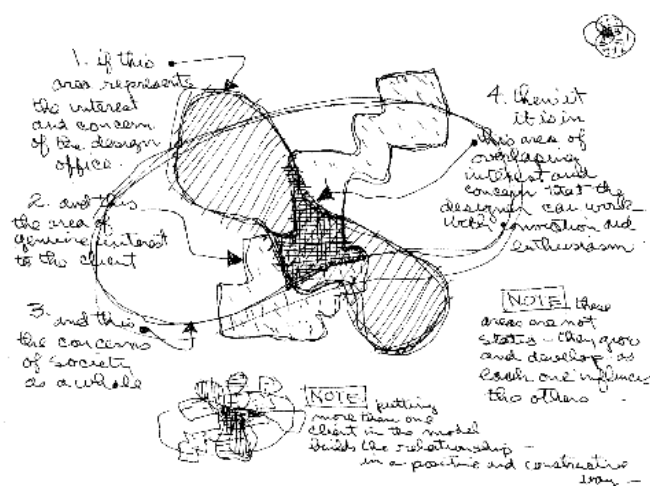 1. if this
area represents
the interest
and concern
of the design
office.
2. and this
the area of
genuine interest
to the client
3. and this
the concerns
of society
as a whole
4. then it
it is in
this area of
overlaping
interest and
concern that the
designer can work
with conviction and
enthusiasm
NOTE these
areas are not
static - they grow
and develop - as
each one influences
the others
NOTE: putting
more than one
client in the model
builds the relationship -
in a positive and constructive
way -